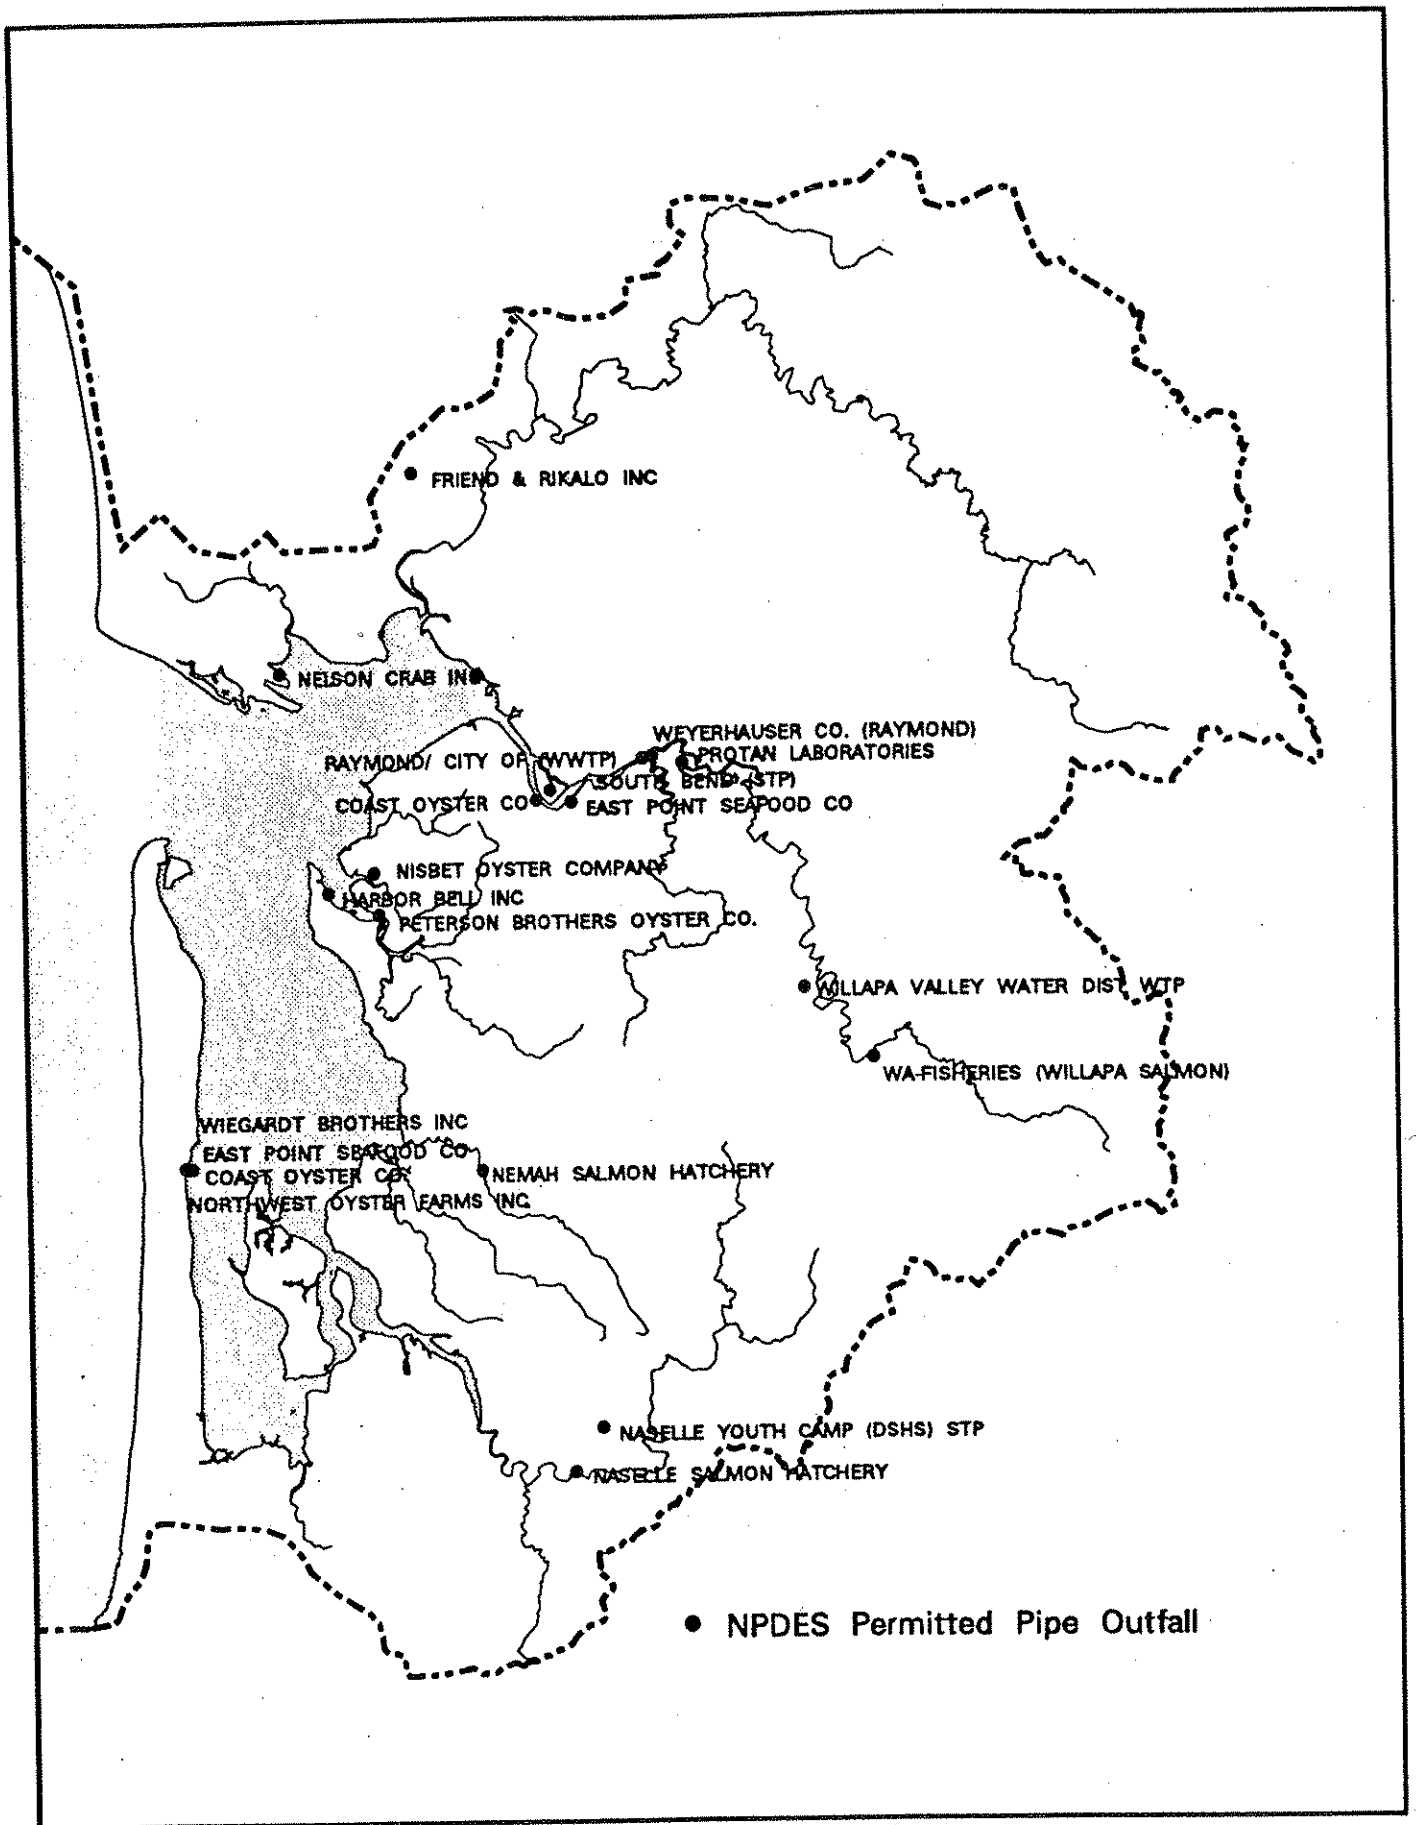 FRIEND & RIKALO INC
NELSON CRAB IN
WEYERHAUSER CO. (RAYMOND)
RAYMOND/ CITY OF (WWTP)
PROTAN LABORATORIES
SOUTH BEND (STP)
COAST OYSTER CO
EAST POINT SEAFOOD CO
NISBET OYSTER COMPANY
HARBOR BELL INC
PETERSON BROTHERS OYSTER CO.
WILLAPA VALLEY WATER DIST. WTP
WA-FISHERIES (WILLAPA SALMON)
WIEGARDT BROTHERS INC
EAST POINT SEAFOOD CO
COAST OYSTER CO.
NEMAH SALMON HATCHERY
NORTHWEST OYSTER FARMS INC.
NASELLE YOUTH CAMP (DSHS) STP
NASELLE SALMON HATCHERY
NPDES Permitted Pipe Outfall